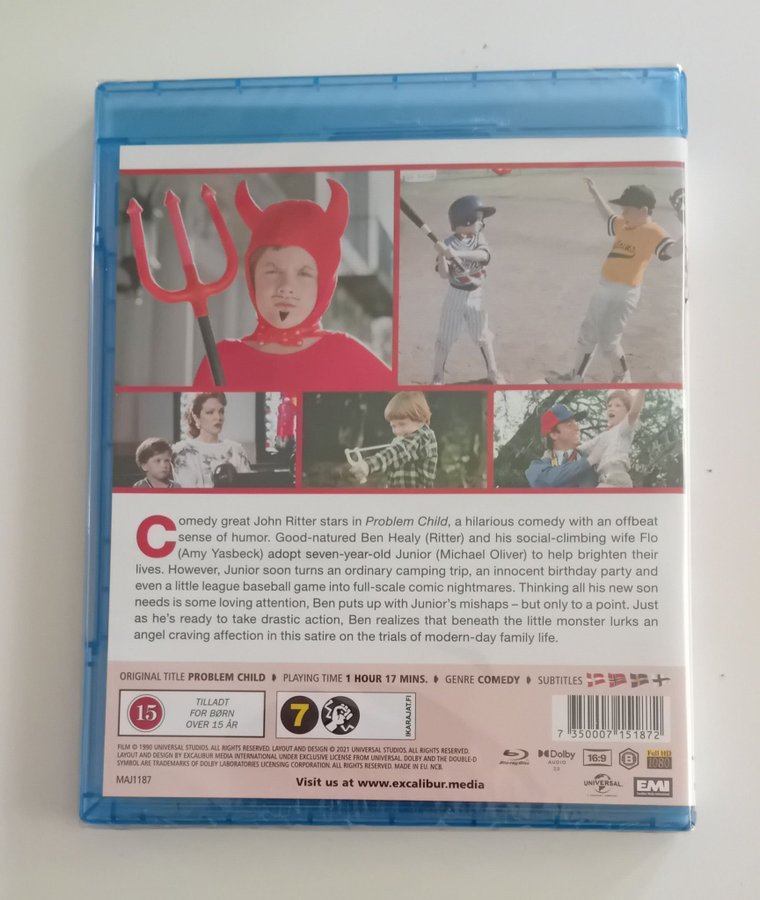 Comedy great John Ritter stars in Problem Child, a hilarious comedy with an offbeat
sense of humor. Good-natured Ben Healy (Ritter) and his social-climbing wife Flo
(Amy Yasbeck) adopt seven-year-old Junior (Michael Oliver) to help brighten their
lives. However, Junior soon turns an ordinary camping trip, an innocent birthday party and
even a little league baseball game into full-scale comic nightmares. Thinking all his new son
needs is some loving attention, Ben puts up with Junior's mishaps – but only to a point. Just
as he's ready to take drastic action, Ben realizes that beneath the little monster lurks an
angel craving affection in this satire on the trials of modern-day family life.
ORIGINAL TITLE PROBLEM CHILD PLAYING TIME 1 HOUR 17 MINS. GENRE COMEDY SUBTITLES
15
TILLADT
FOR BØRN
OVER 15 ÅR
7
IKARAJAT.FI
7 350007 151872
FILM © 1990 UNIVERSAL STUDIOS. ALL RIGHTS RESERVED. LAYOUT AND DESIGN © 2021 UNIVERSAL STUDIOS. ALL RIGHTS RESERVED.
LAYOUT AND DESIGN BY EXCALIBUR MEDIA INTERNATIONAL UNDER EXCLUSIVE LICENSE FROM UNIVERSAL. DOLBY AND THE DOUBLE-D
SYMBOL ARE TRADEMARKS OF DOLBY LABORATORIES LICENSING CORPORATION. ALL RIGHTS RESERVED. MADE IN EU. NCB.
MAJ1187
Visit us at www.excalibur.media
Blu-ray Disc
Dolby
AUDIO
2.0
16:9
B
Full HD
1080
UNIVERSAL
EMI